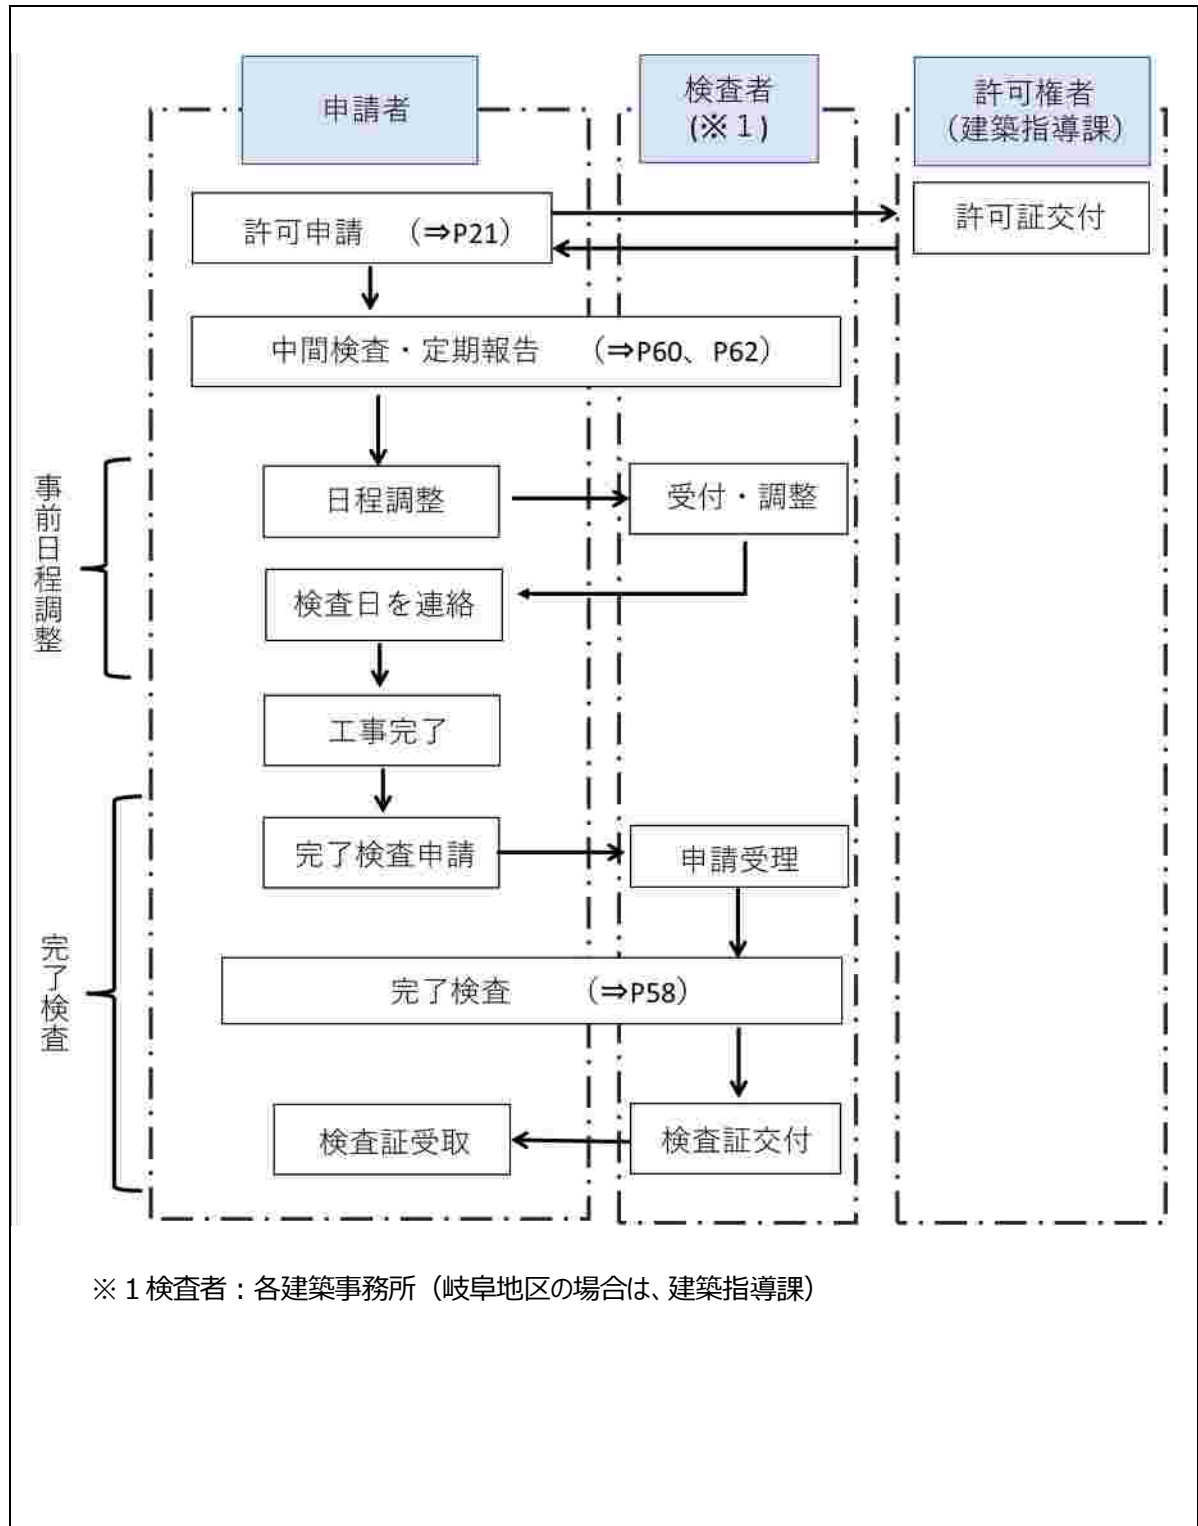 申請者
検査者
(※１)
許可権者
（建築指導課）
許可申請　（⇒P21）
許可証交付
中間検査・定期報告　（⇒P60、P62）
事前日程調整
日程調整
受付・調整
検査日を連絡
工事完了
完了検査
完了検査申請
申請受理
完了検査　（⇒P58）
検査証受取
検査証交付
※１検査者：各建築事務所（岐阜地区の場合は、建築指導課）